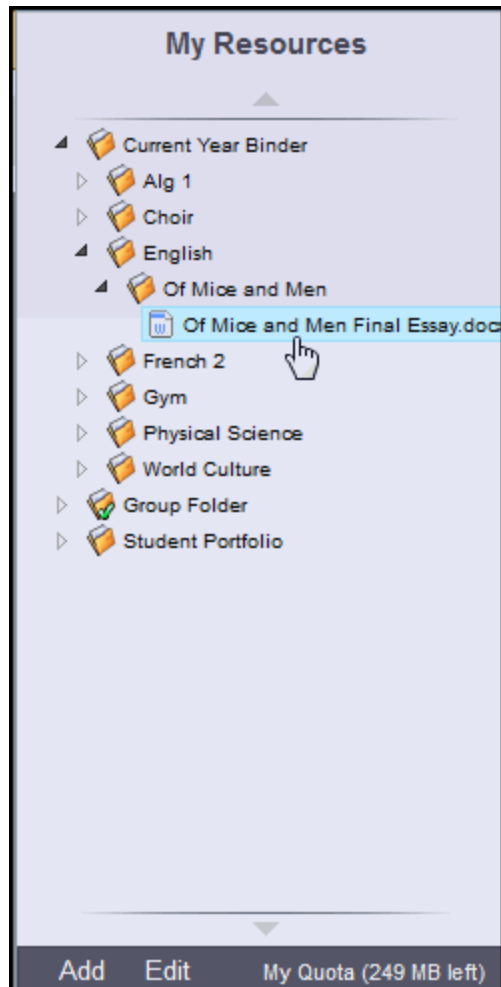 My Resources
Current Year Binder
Alg 1
Choir
English
Of Mice and Men
Of Mice and Men Final Essay.docx
French 2
Gym
Physical Science
World Culture
Group Folder
Student Portfolio
Add Edit My Quota (249 MB left)